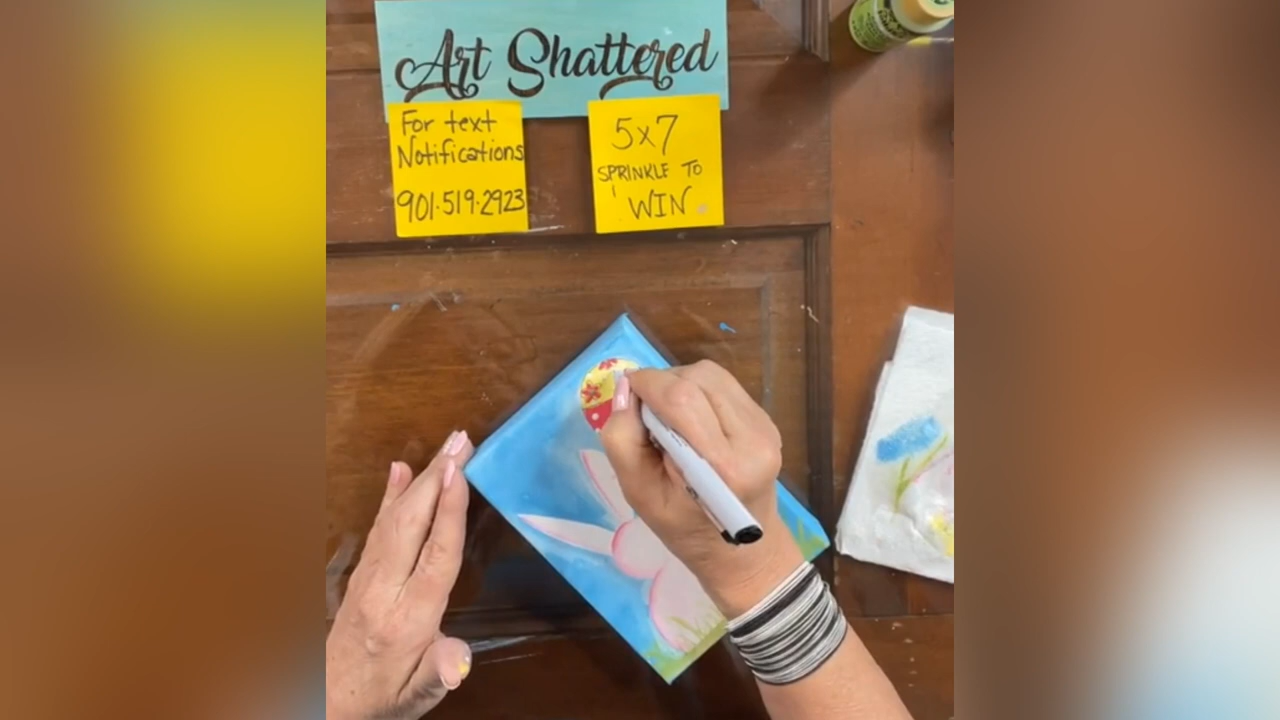 Art Shattered
For text
Notifications
901.519.2923
5x7
SPRINKLE TO
WIN